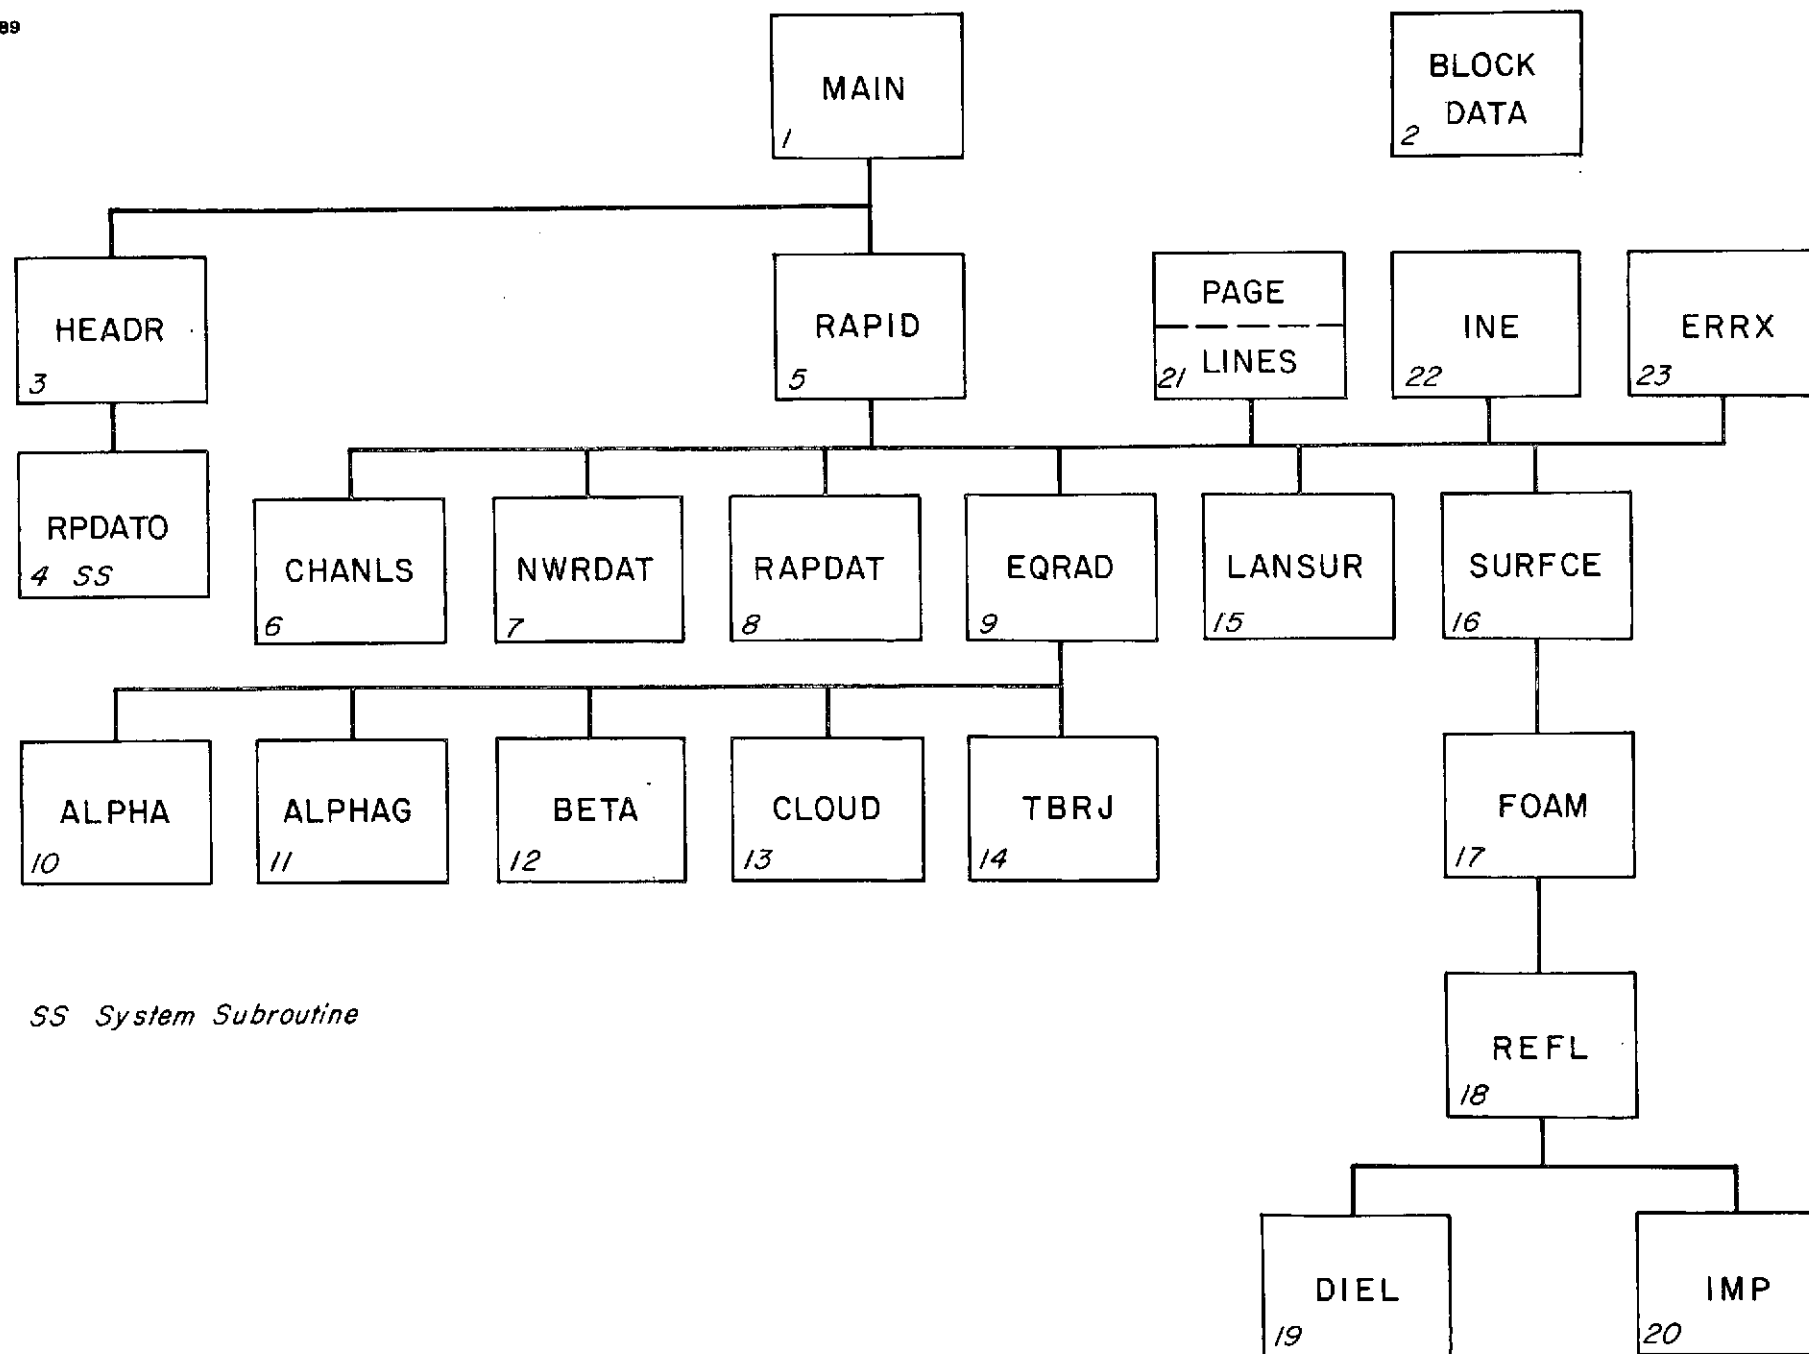 89
MAIN
1
BLOCK
DATA
2
HEADR
3
RAPID
5
PAGE
LINES
21
INE
22
ERRX
23
RPDATO
4 SS
CHANLS
6
NWRDAT
7
RAPDAT
8
EQRAD
9
LANSUR
15
SURFCE
16
ALPHA
10
ALPHAG
11
BETA
12
CLOUD
13
TBRJ
14
FOAM
17
SS System Subroutine
REFL
18
DIEL
19
IMP
20